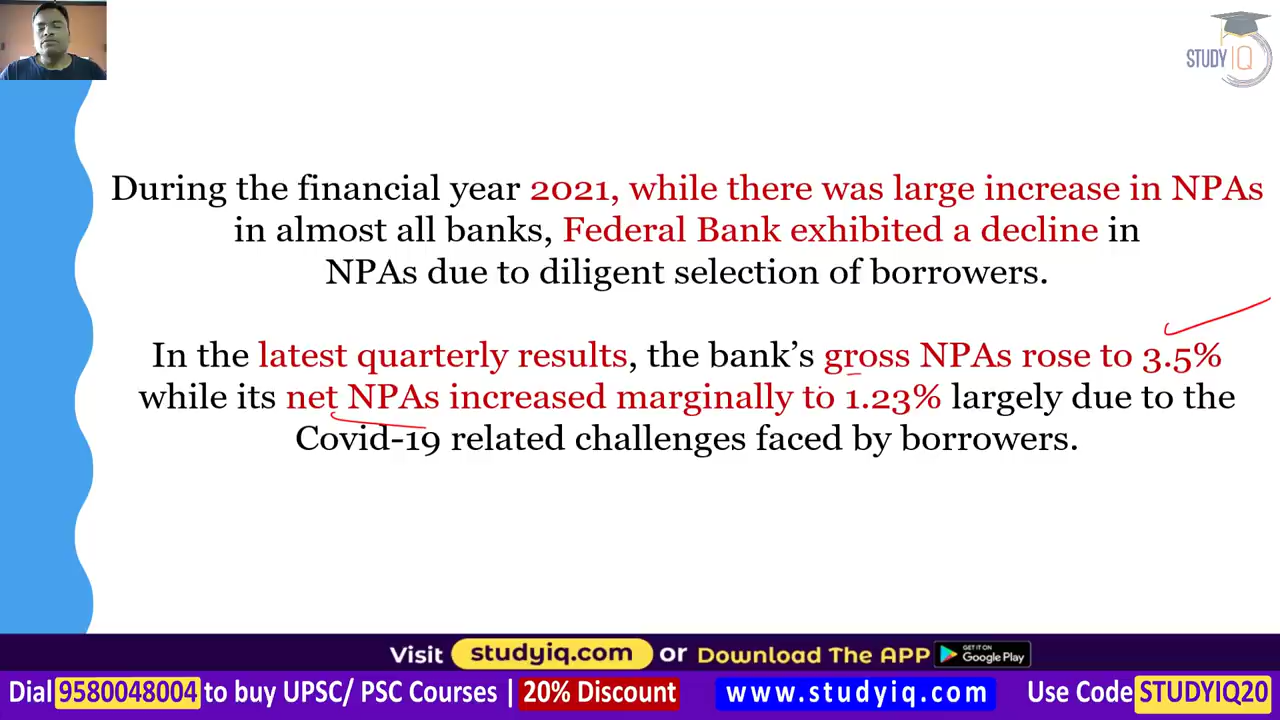 STUDY IQ
During the financial year 2021, while there was large increase in NPAs
in almost all banks, Federal Bank exhibited a decline in
NPAs due to diligent selection of borrowers.
In the latest quarterly results, the bank’s gross NPAs rose to 3.5%
while its net NPAs increased marginally to 1.23% largely due to the
Covid-19 related challenges faced by borrowers.
Visit studyiq.com or Download The APP GET IT ON Google Play
Dial 9580048004 to buy UPSC/ PSC Courses | 20% Discount www.studyiq.com Use Code STUDYIQ20